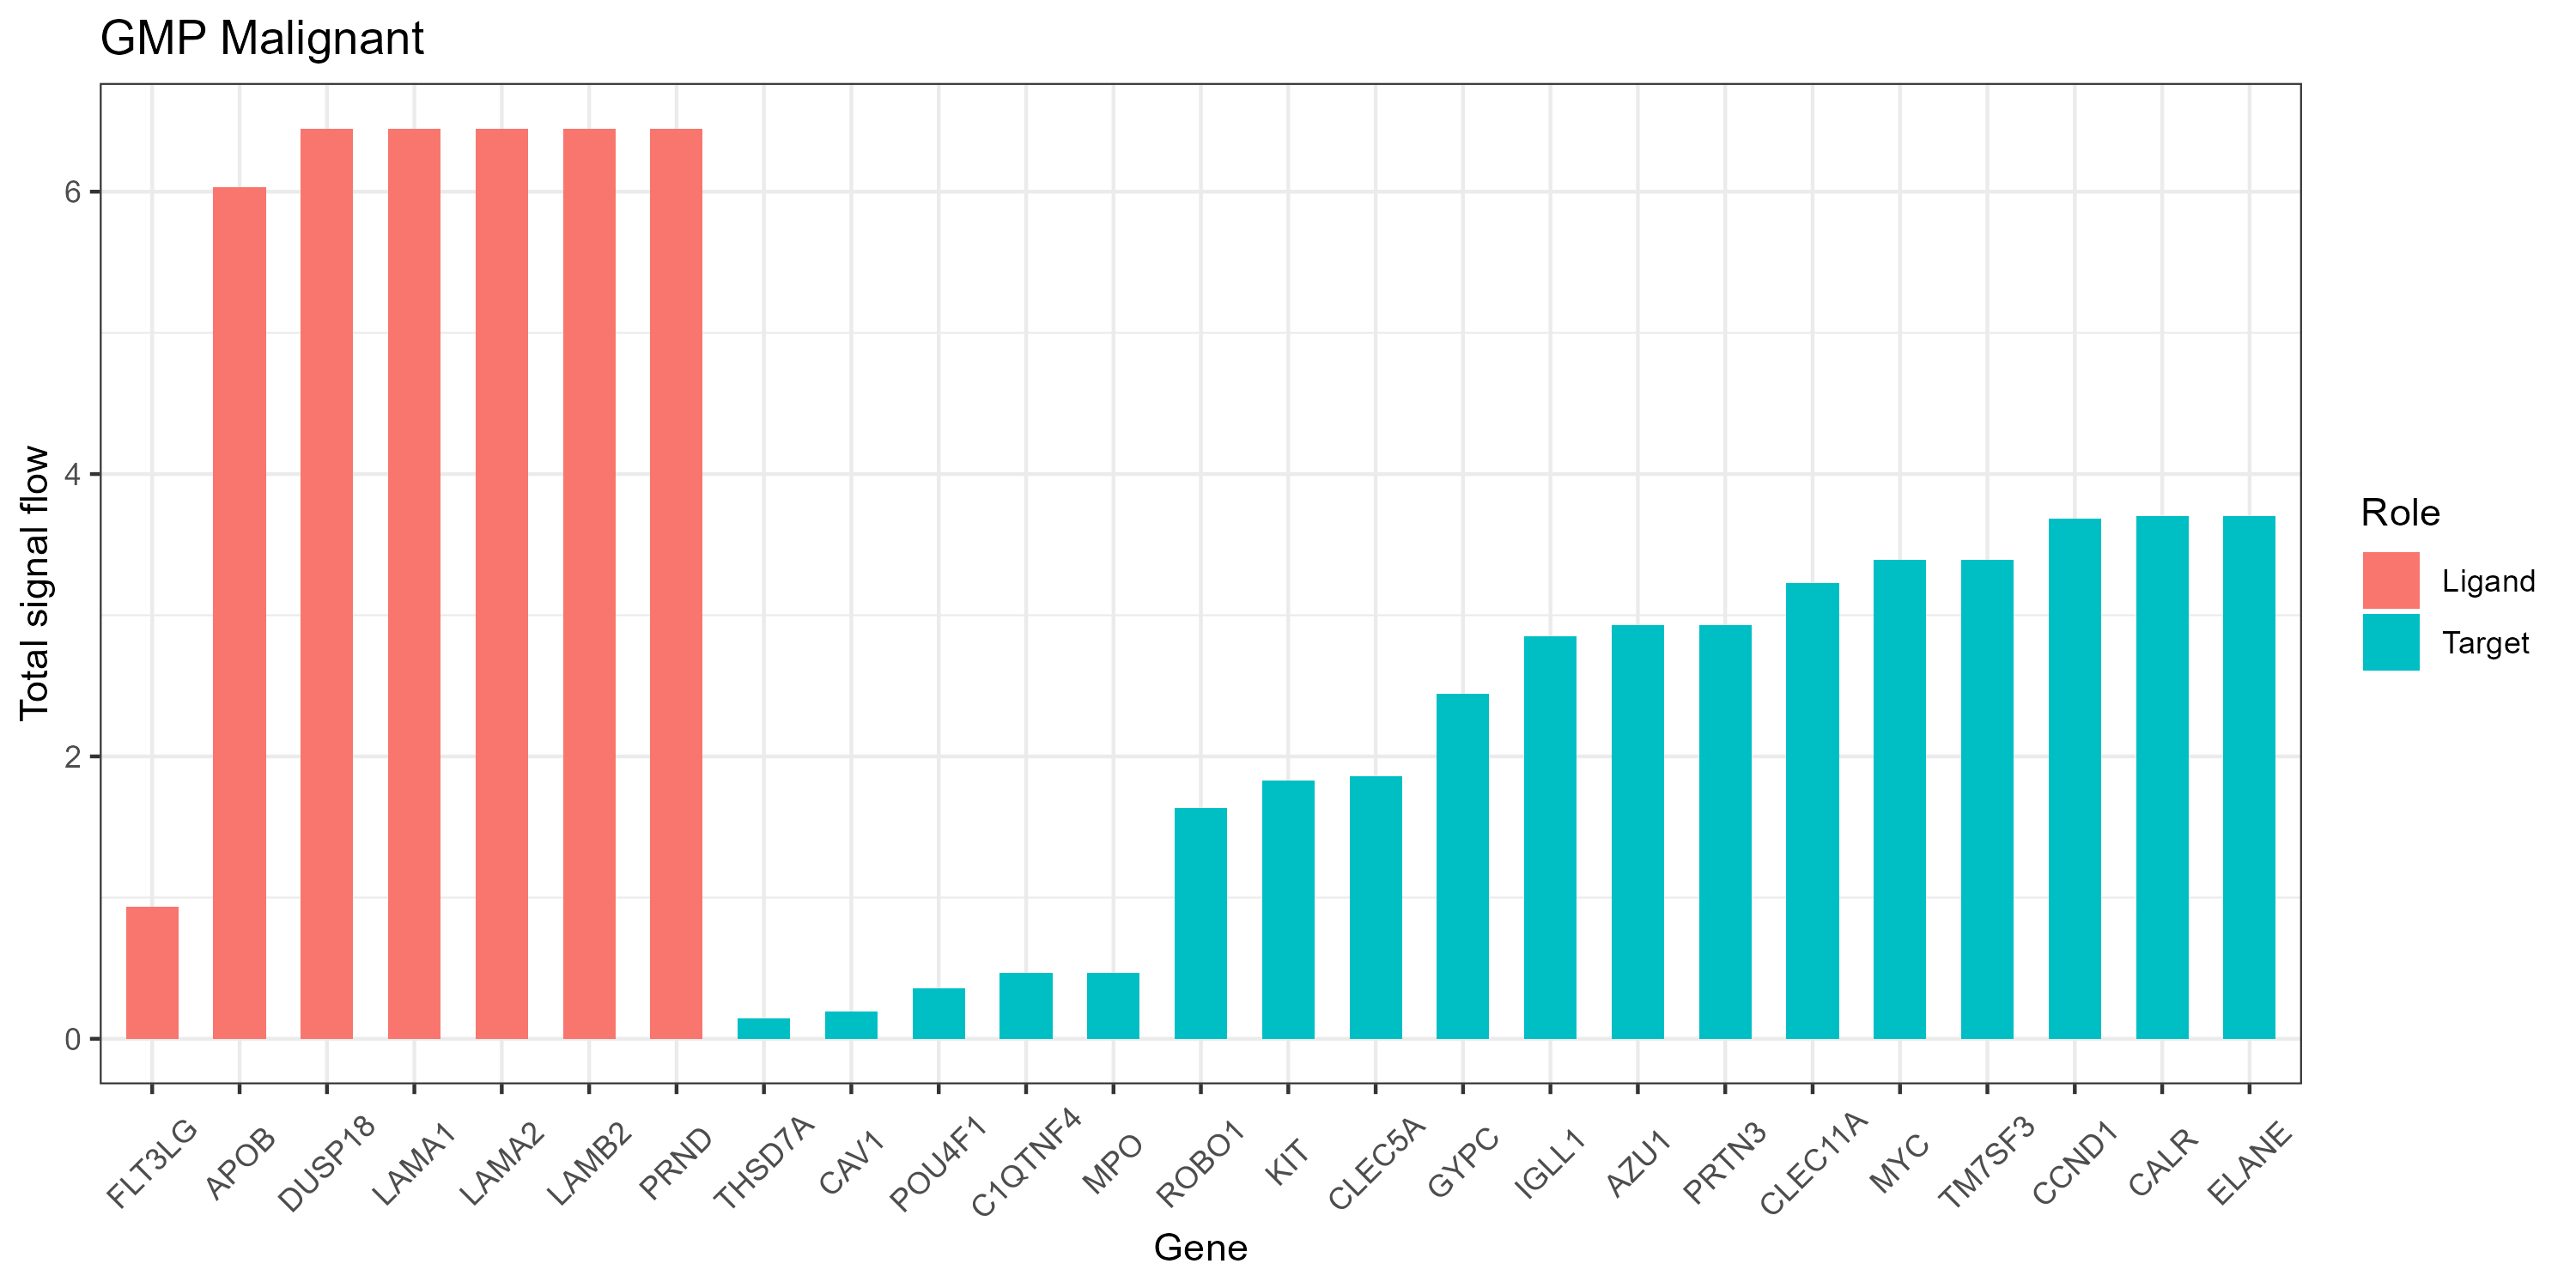 GMP Malignant
Total signal flow
6
4
2
0
FLT3LG
APOB
DUSP18
LAMA1
LAMA2
LAMB2
PRND
THSD7A
CAV1
POU4F1
C1QTNF4
MPO
ROBO1
KIT
CLEC5A
GYPC
IGLL1
AZU1
PRTN3
CLEC11A
MYC
TM7SF3
CCND1
CALR
ELANE
Gene
Role
Ligand
Target